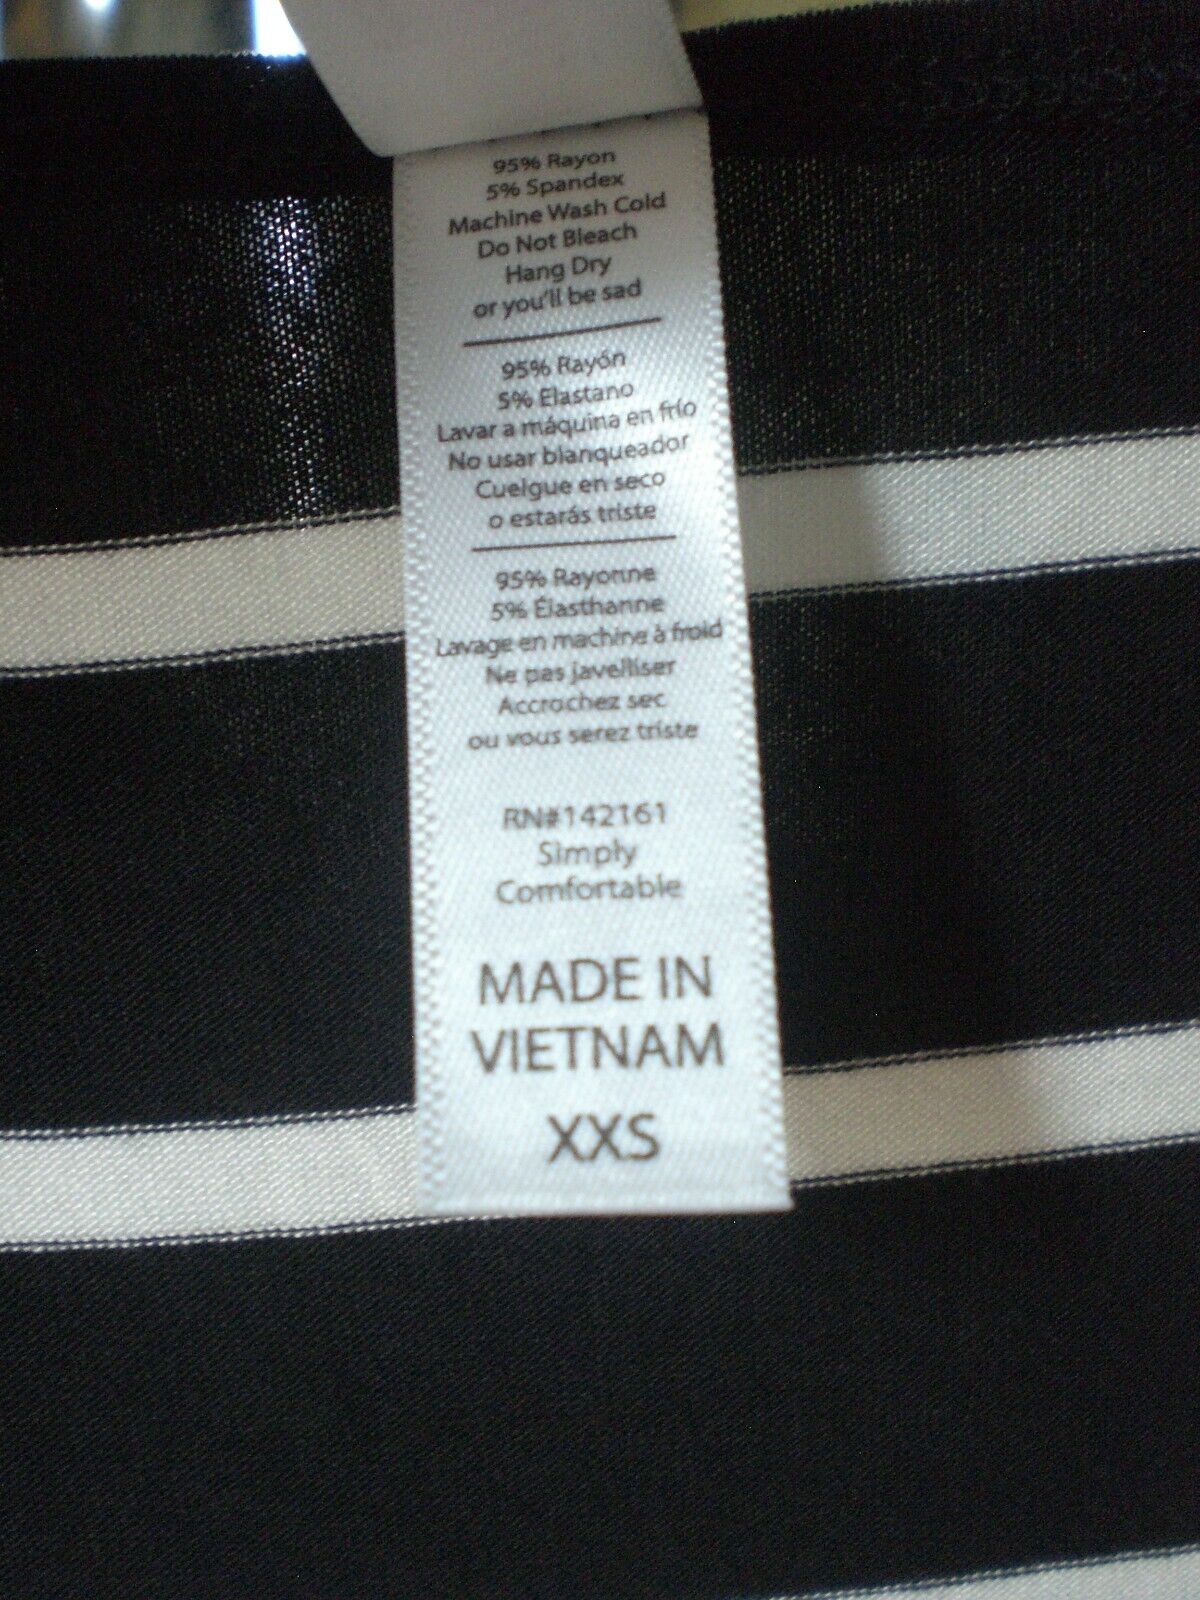 95% Rayon
5% Spandex
Machine Wash Cold
Do Not Bleach
Hang Dry
or you'll be sad
95% Rayón
5% Elastano
Lavar a máquina en frío
No usar blanqueador
Cuelgue en seco
o estarás triste
95% Rayonne
5% Élasthanne
Lavage en machine à froid
Ne pas javelliser
Accrochez sec
ou vous serez triste
RN#142161
Simply
Comfortable
MADE IN
VIETNAM
XXS